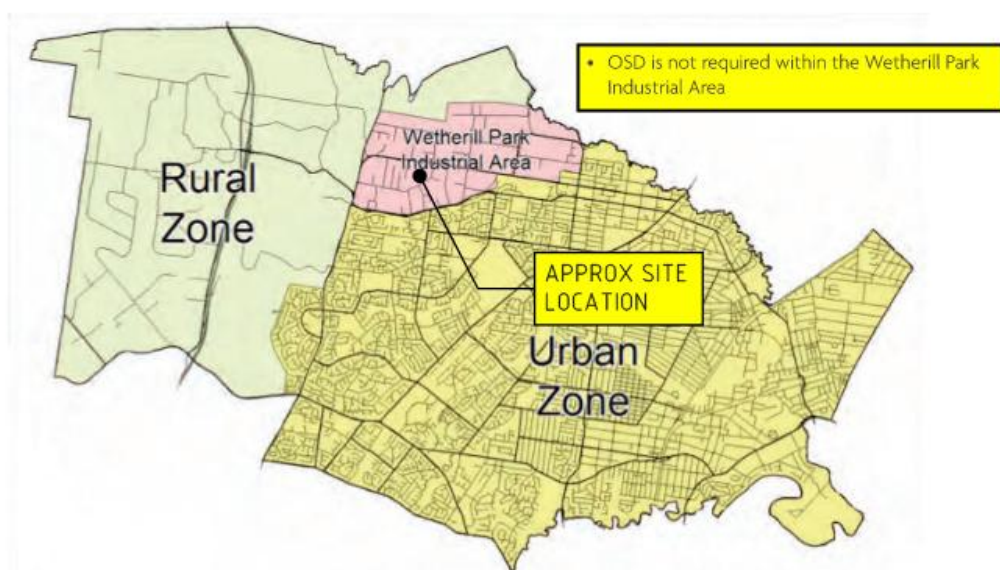 • OSD is not required within the Wetherill Park
Industrial Area
Wetherill Park
Industrial Area
Rural
Zone
APPROX SITE
LOCATION
Urban
Zone